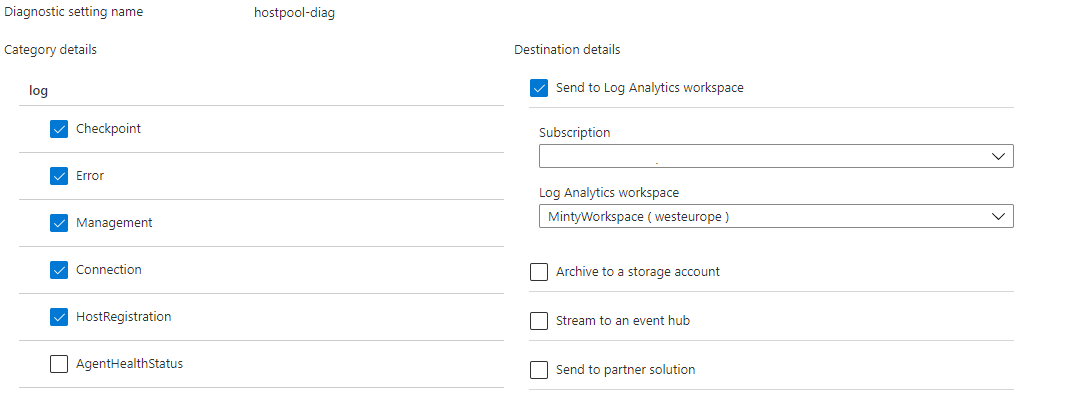 Diagnostic setting name
hostpool-diag
Category details
log
Checkpoint
Error
Management
Connection
HostRegistration
AgentHealthStatus
Destination details
Send to Log Analytics workspace
Subscription
Log Analytics workspace
MintyWorkspace ( westeurope )
Archive to a storage account
Stream to an event hub
Send to partner solution